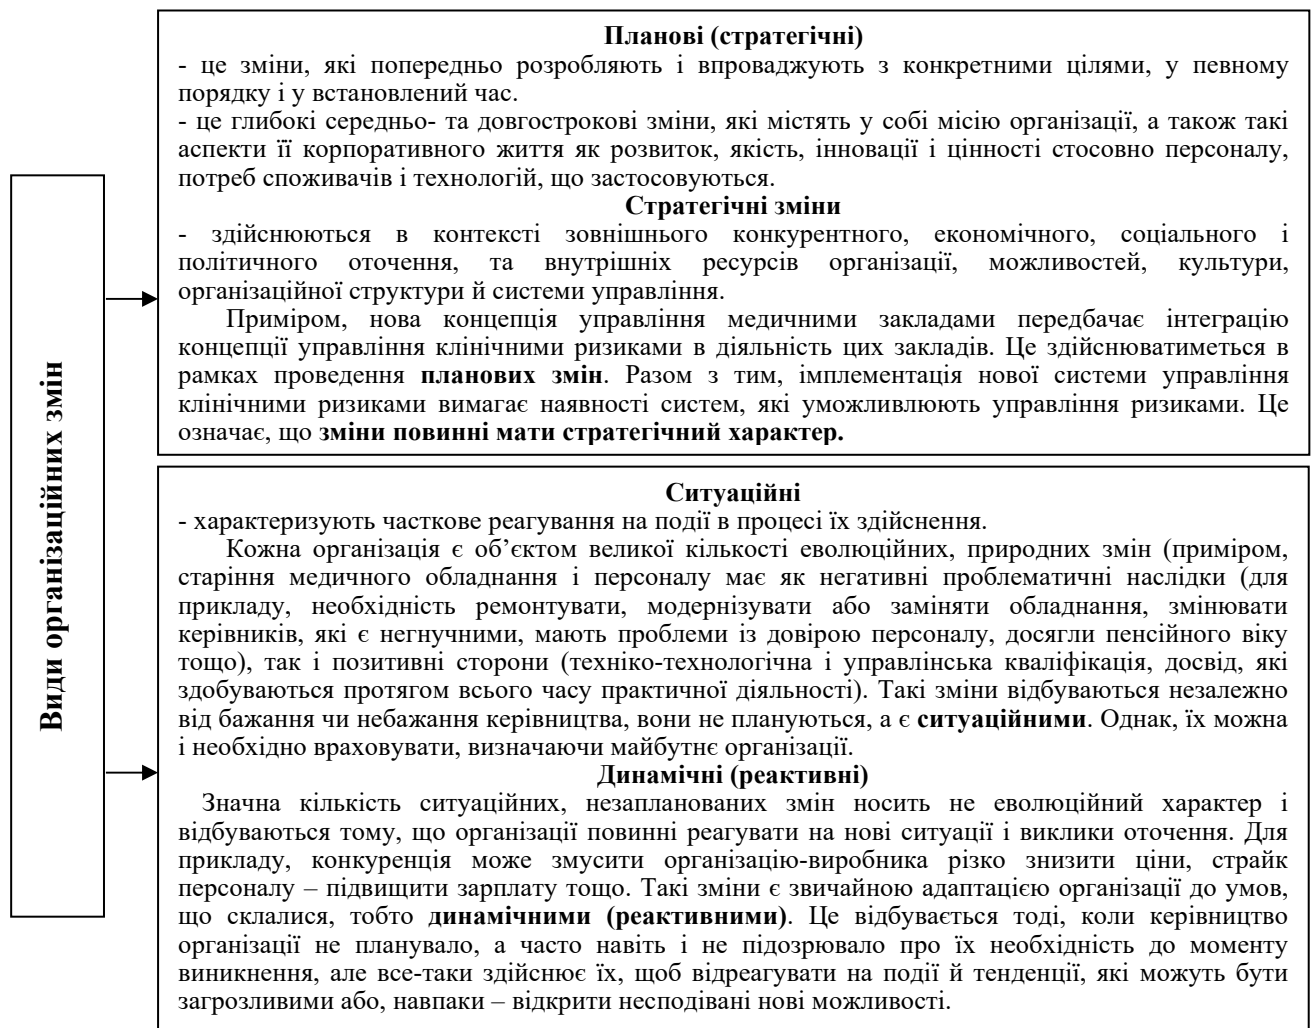 Види організаційних змін
Планові (стратегічні)
- це зміни, які попередньо розробляють і впроваджують з конкретними цілями, у певному
порядку і у встановлений час.
- це глибокі середньо- та довгострокові зміни, які містять у собі місію організації, а також такі
аспекти її корпоративного життя як розвиток, якість, інновації і цінності стосовно персоналу,
потреб споживачів і технологій, що застосовуються.
Стратегічні зміни
- здійснюються в контексті зовнішнього конкурентного, економічного, соціального і
політичного оточення, та внутрішніх ресурсів організації, можливостей, культури,
організаційної структури й системи управління.
Приміром, нова концепція управління медичними закладами передбачає інтеграцію
концепції управління клінічними ризиками в діяльність цих закладів. Це здійснюватиметься в
рамках проведення планових змін. Разом з тим, імплементація нової системи управління
клінічними ризиками вимагає наявності систем, які уможливлюють управління ризиками. Це
означає, що зміни повинні мати стратегічний характер.
Ситуаційні
- характеризують часткове реагування на події в процесі їх здійснення.
Кожна організація є об’єктом великої кількості еволюційних, природних змін (приміром,
старіння медичного обладнання і персоналу має як негативні проблематичні наслідки (для
прикладу, необхідність ремонтувати, модернізувати або заміняти обладнання, змінювати
керівників, які є негнучними, мають проблеми із довірою персоналу, досягли пенсійного віку
тощо), так і позитивні сторони (техніко-технологічна і управлінська кваліфікація, досвід, які
здобуваються протягом всього часу практичної діяльності). Такі зміни відбуваються незалежно
від бажання чи небажання керівництва, вони не плануються, а є ситуаційними. Однак, їх можна
і необхідно враховувати, визначаючи майбутнє організації.
Динамічні (реактивні)
Значна кількість ситуаційних, незапланованих змін носить не еволюційний характер і
відбуваються тому, що організації повинні реагувати на нові ситуації і виклики оточення. Для
прикладу, конкуренція може змусити організацію-виробника різко знизити ціни, страйк
персоналу – підвищити зарплату тощо. Такі зміни є звичайною адаптацією організації до умов,
що склалися, тобто динамічними (реактивними). Це відбувається тоді, коли керівництво
організації не планувало, а часто навіть і не підозрювало про їх необхідність до моменту
виникнення, але все-таки здійснює їх, щоб відреагувати на події й тенденції, які можуть бути
загрозливими або, навпаки – відкрити несподівані нові можливості.